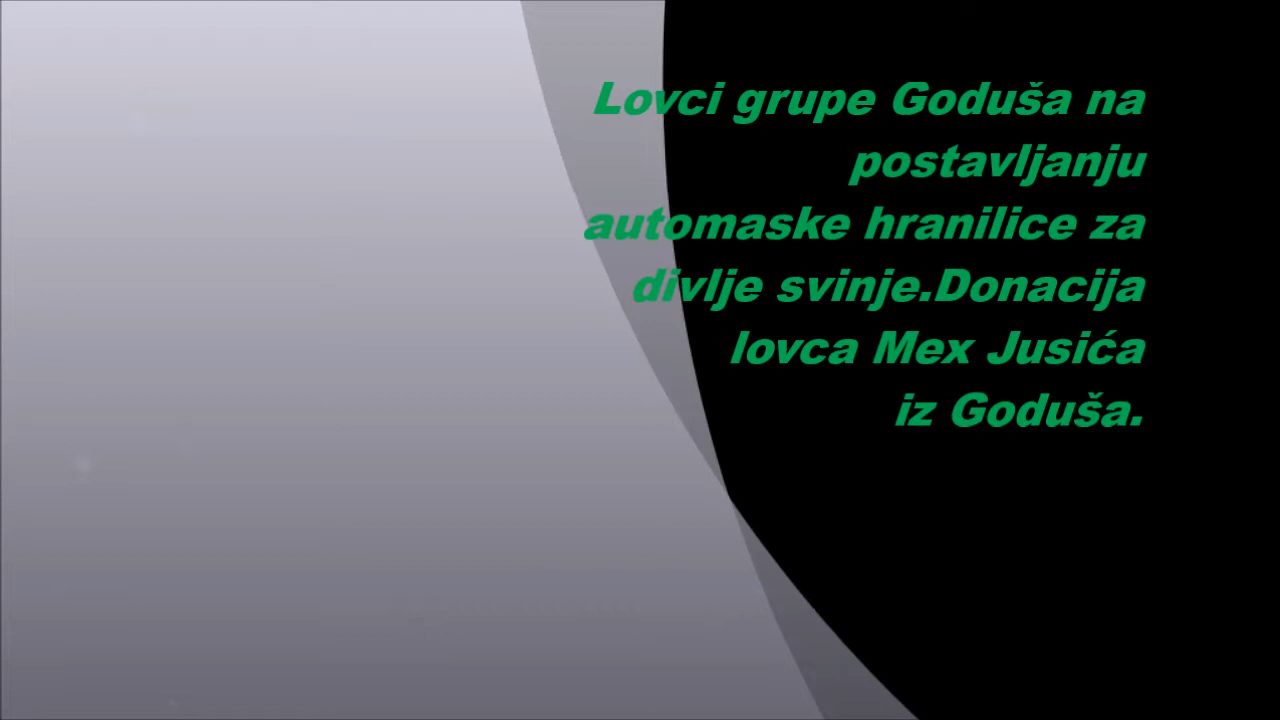 Lovci grupe Goduša na
postavljanju
automaske hranilice za
divlje svinje.Donacija
lovca Mex Jusića
iz Goduša.